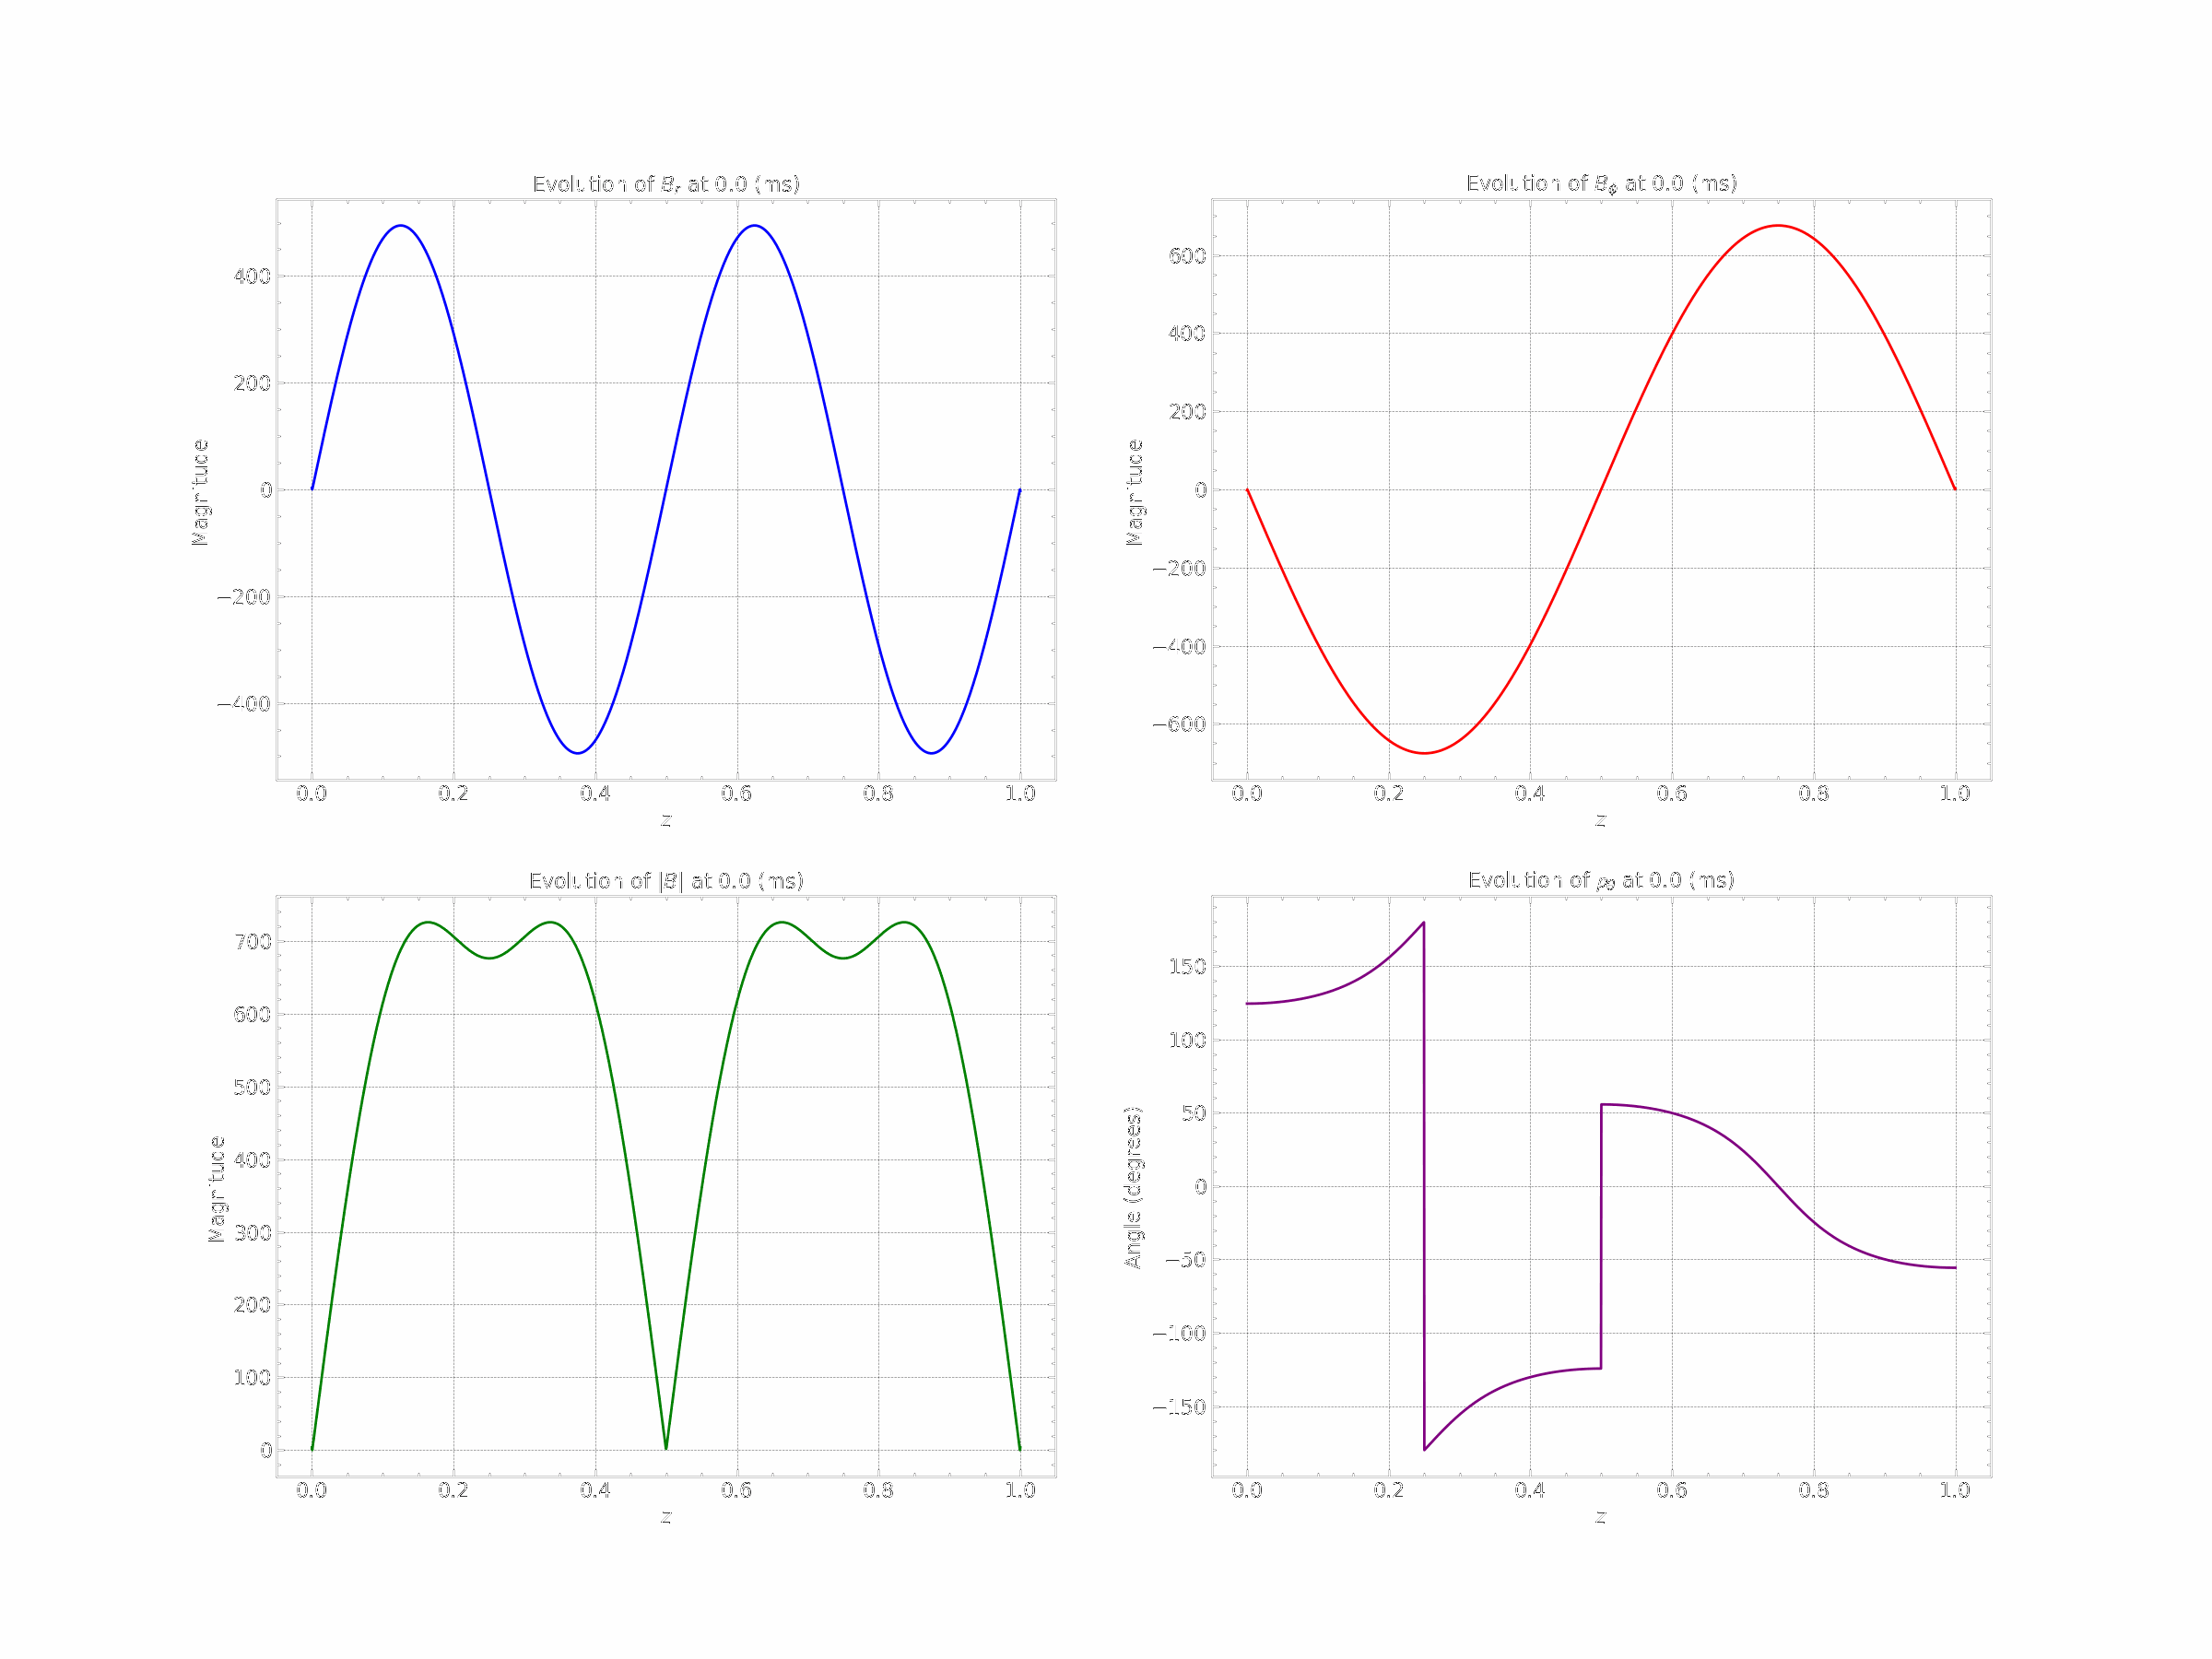 Evolution of B_r at 0.0 (ms)
Magnitude
400
200
0
−200
−400
0.0 0.2 0.4 0.6 0.8 1.0
z
Evolution of B_ϕ at 0.0 (ms)
Magnitude
600
400
200
0
−200
−400
−600
0.0 0.2 0.4 0.6 0.8 1.0
z
Evolution of |B| at 0.0 (ms)
Magnitude
700
600
500
400
300
200
100
0
0.0 0.2 0.4 0.6 0.8 1.0
z
Evolution of at 0.0 (ms)
Angle (degrees)
150
100
50
0
−50
−100
−150
0.0 0.2 0.4 0.6 0.8 1.0
z